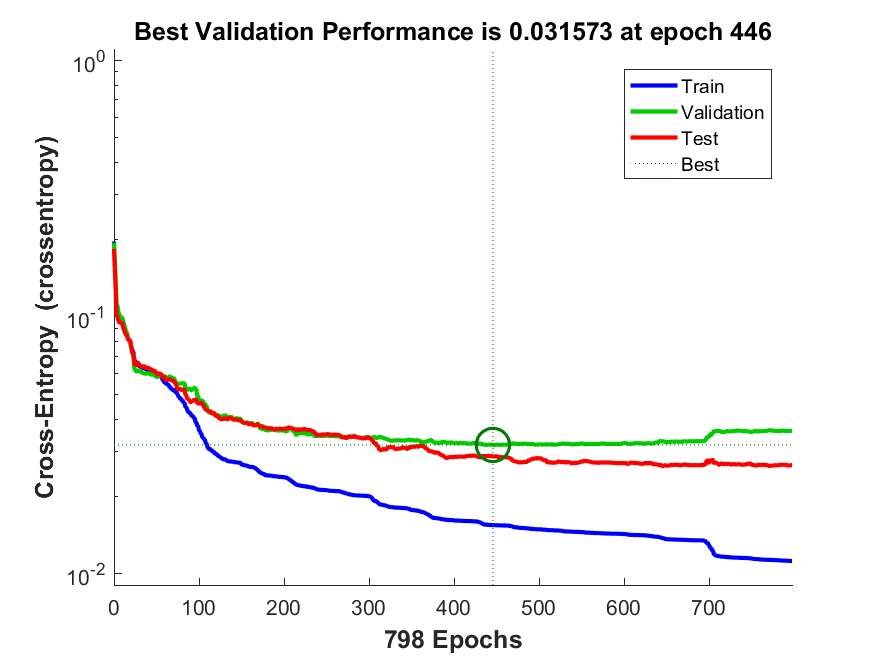 Best Validation Performance is 0.031573 at epoch 446
Cross-Entropy (crossentropy)
10^0
10^-1
10^-2
Train
Validation
Test
Best
0 100 200 300 400 500 600 700
798 Epochs